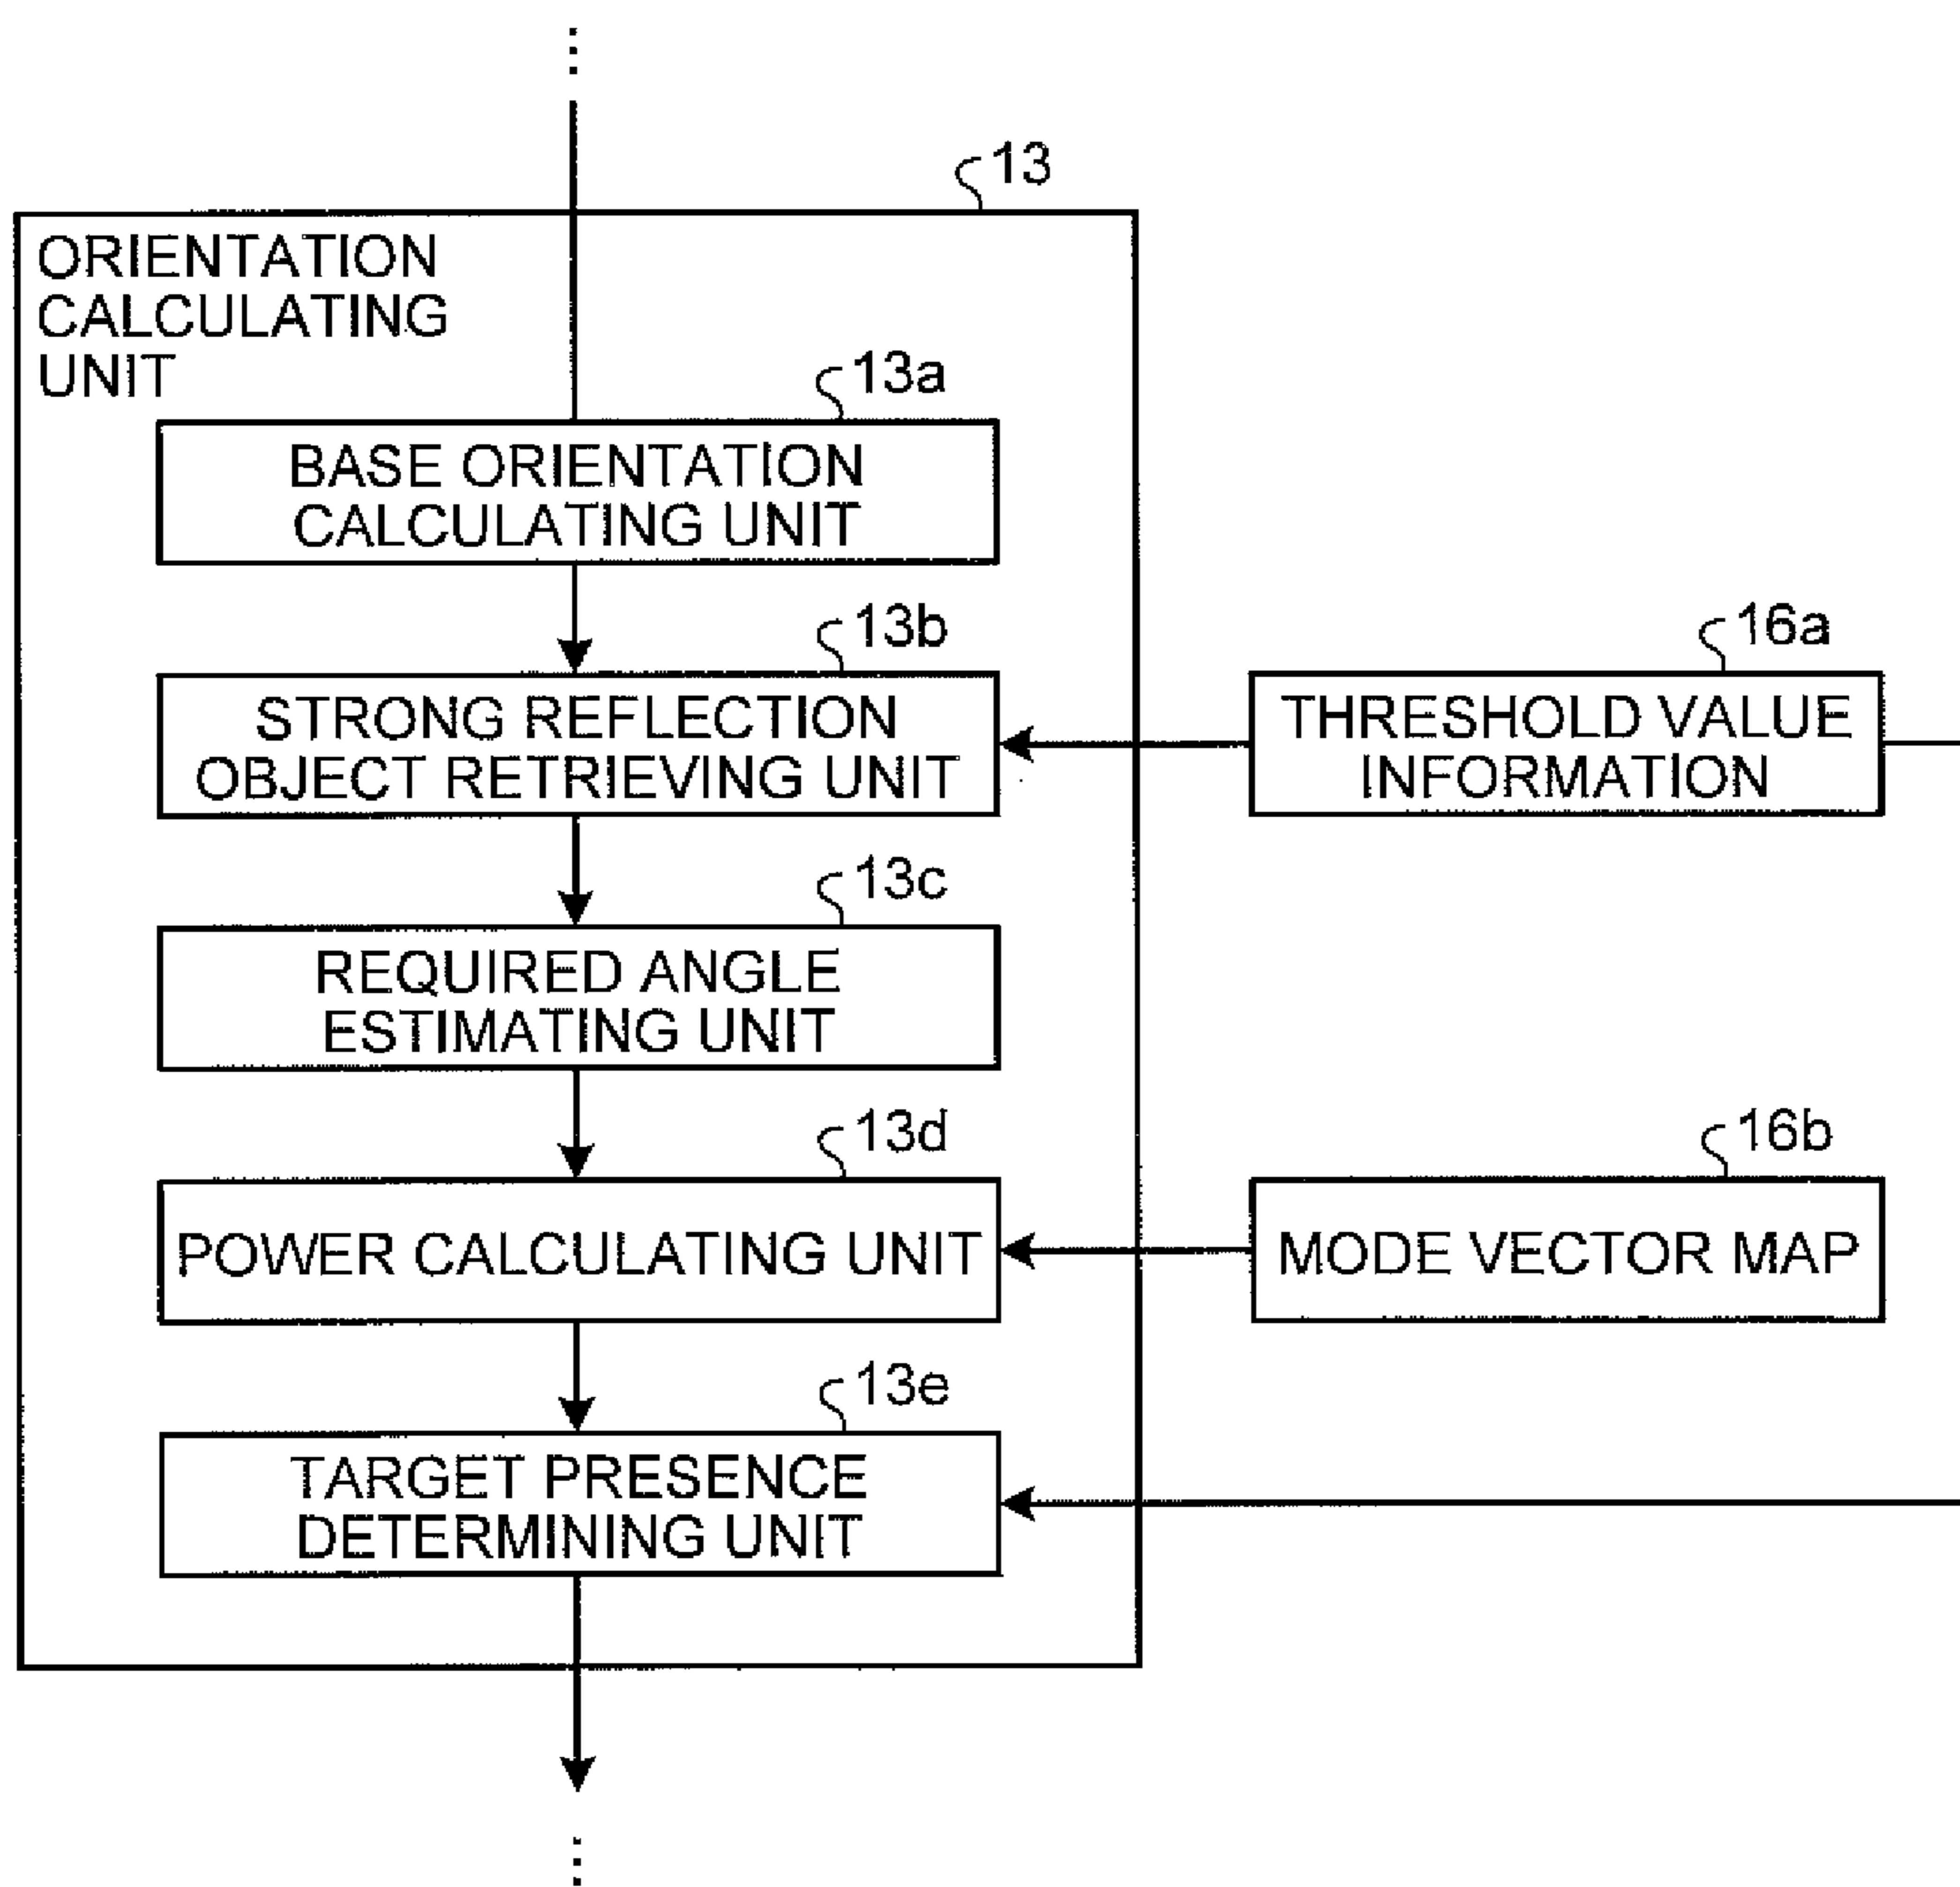 13
ORIENTATION
CALCULATING
UNIT
13a
BASE ORIENTATION
CALCULATING UNIT
13b
STRONG REFLECTION
OBJECT RETRIEVING UNIT
16a
THRESHOLD VALUE
INFORMATION
13c
REQUIRED ANGLE
ESTIMATING UNIT
13d
POWER CALCULATING UNIT
16b
MODE VECTOR MAP
13e
TARGET PRESENCE
DETERMINING UNIT